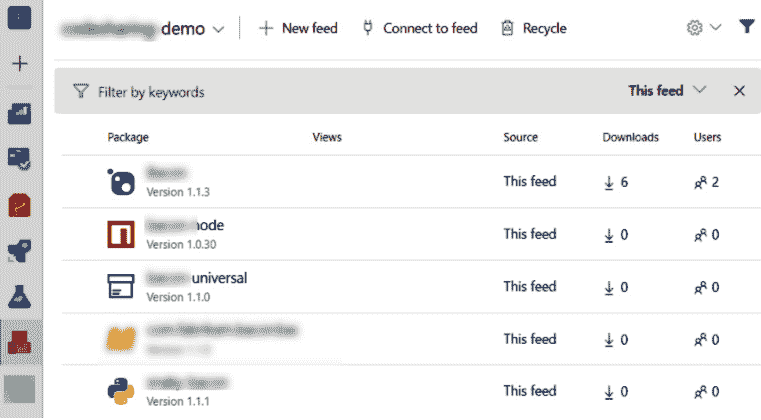 demo
New feed
Connect to feed
Recycle
Filter by keywords
This feed
Package
Views
Source
Downloads
Users
Version 1.1.3
This feed
6
2
node
Version 1.0.30
This feed
0
0
universal
Version 1.1.0
This feed
0
0
This feed
0
0
Version 1.1.1
This feed
0
0